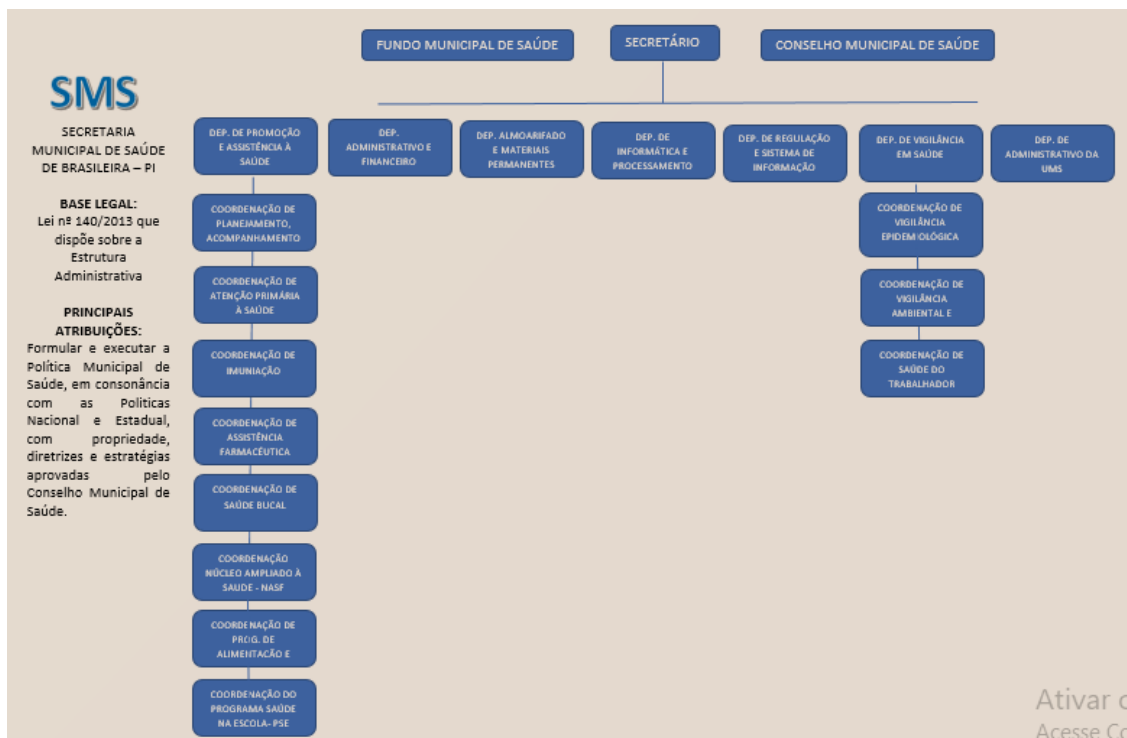 FUNDO MUNICIPAL DE SAÚDE
SECRETÁRIO
CONSELHO MUNICIPAL DE SAÚDE
SMS
SECRETARIA
MUNICIPAL DE SAÚDE
DE BRASILEIRA – PI
BASE LEGAL:
Lei nº 140/2013 que
dispõe sobre a
Estrutura
Administrativa
PRINCIPAIS
ATRIBUIÇÕES:
Formular e executar a
Política Municipal de
Saúde, em consonância
com as Politicas
Nacional e Estadual,
com propriedade,
diretrizes e estratégias
aprovadas pelo
Conselho Municipal de
Saúde.
DEP. DE PROMOÇÃO
E ASSISTÊNCIA À
SAÚDE
DEP.
ADMINISTRATIVO E
FINANCEIRO
DEP. ALMOARIFADO
E MATERIAIS
PERMANENTES
DEP. DE
INFORMÁTICA E
PROCESSAMENTO
DEP. DE REGULAÇÃO
E SISTEMA DE
INFORMAÇÃO
DEP. DE VIGILÂNCIA
EM SAÚDE
DEP. DE
ADMINISTRATIVO DA
UMS
COORDENAÇÃO DE
PLANEJAMENTO,
ACOMPANHAMENTO
COORDENAÇÃO DE
ATENÇÃO PRIMÁRIA
À SAÚDE
COORDENAÇÃO DE
IMUNIAÇÃO
COORDENAÇÃO DE
ASSISTÊNCIA
FARMACÊUTICA
COORDENAÇÃO DE
SAÚDE BUCAL
COORDENAÇÃO
NÚCLEO AMPLIADO À
SAUDE - NASF
COORDENAÇÃO DE
PROG. DE
ALIMENTACÃO E
COORDENAÇÃO DO
PROGRAMA SAÚDE
NA ESCOLA- PSE
COORDENAÇÃO DE
VIGILÂNCIA
EPIDEMIOLÓGICA
COORDENAÇÃO DE
VIGILÂNCIA
AMBIENTAL E
COORDENAÇÃO DE
SAÚDE DO
TRABALHADOR
Ativar
Acesse